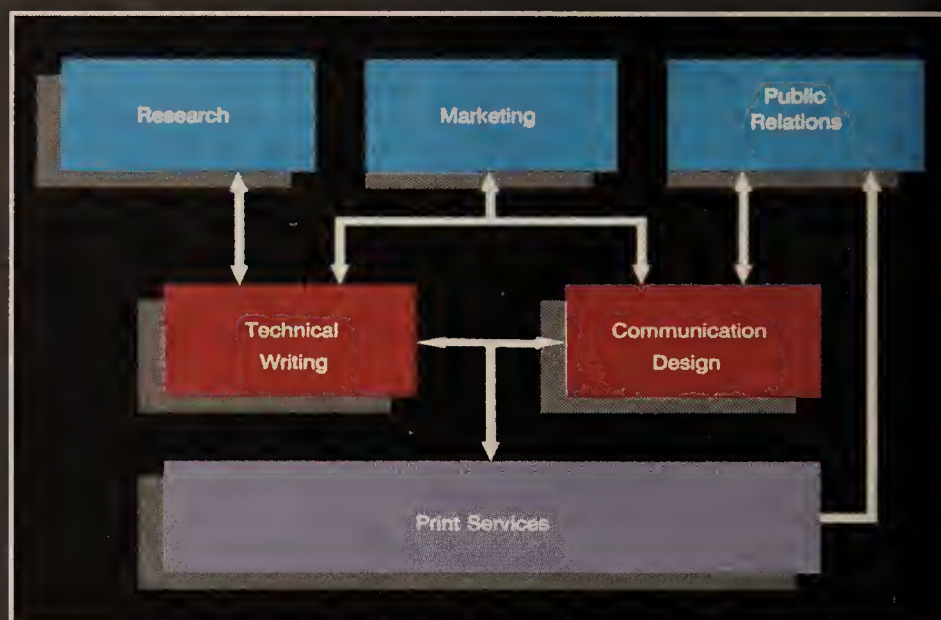 Research
Marketing
Public
Relations
Technical
Writing
Communication
Design
Print Services